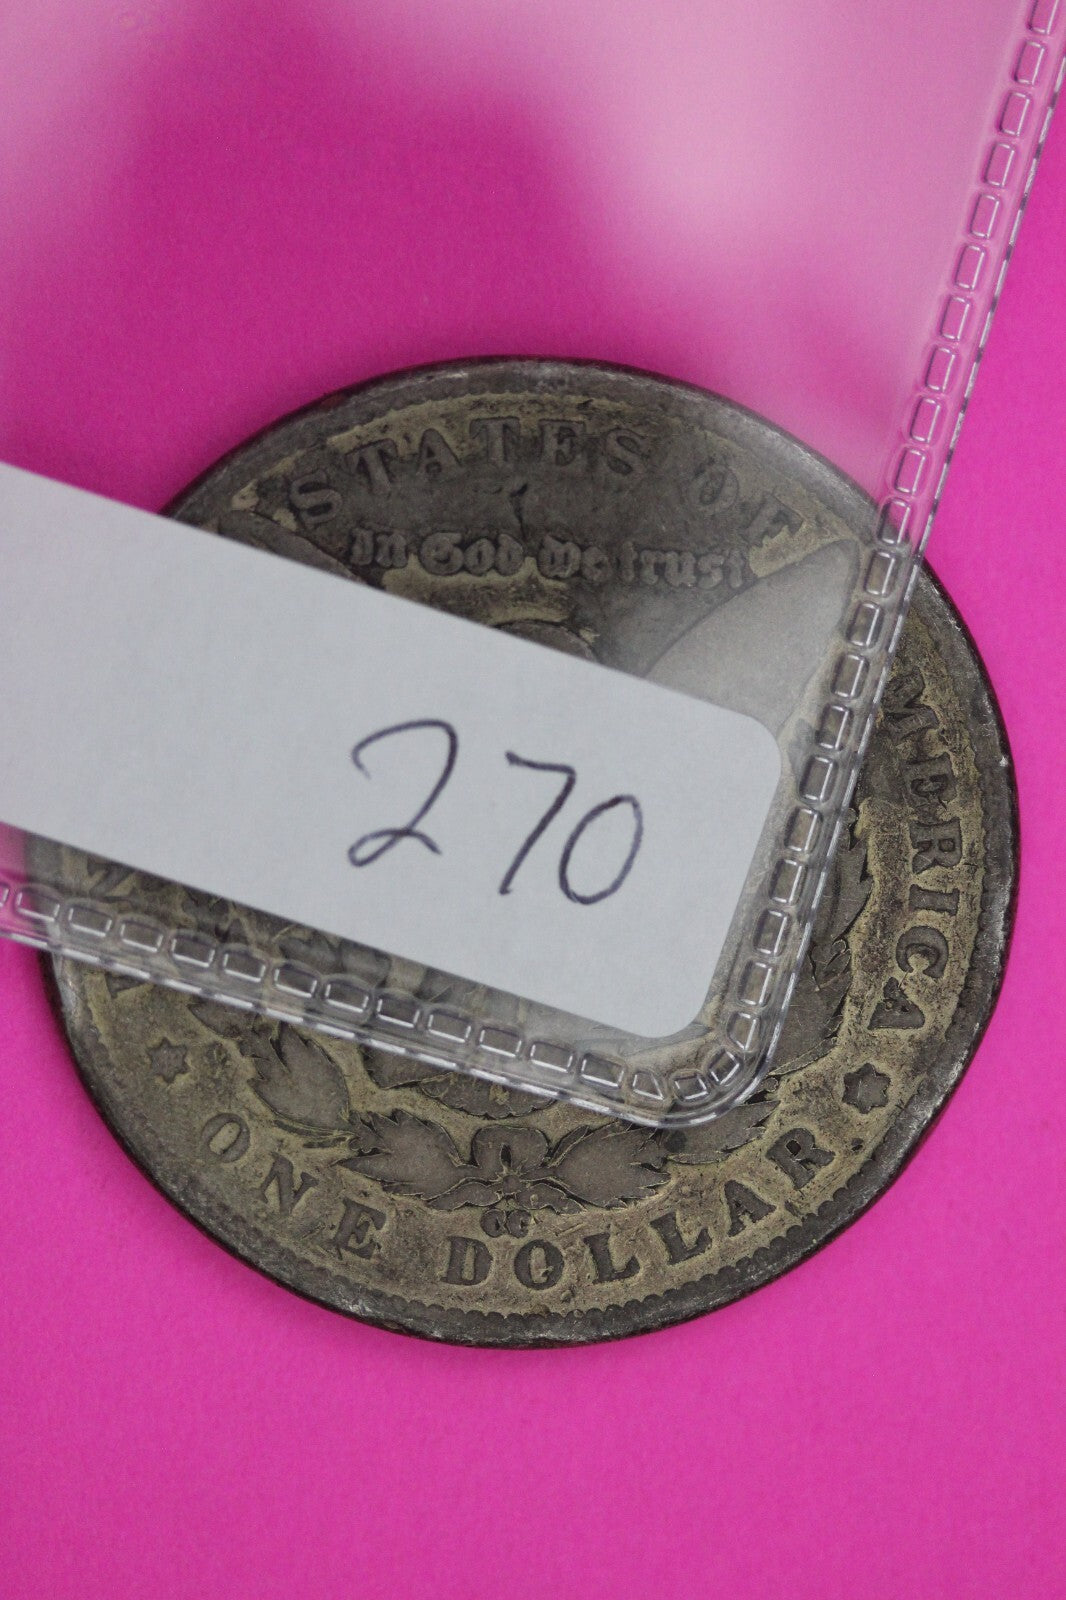 STATES OF
In God We trust
MERICA
270
CC
ONE DOLLAR